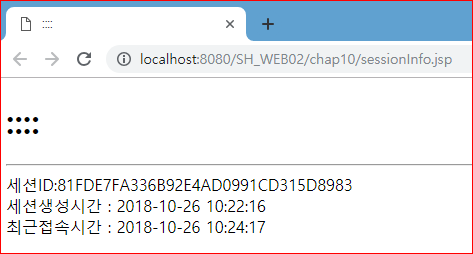 ::::
localhost:8080/SH_WEB02/chap10/sessionInfo.jsp
::::
세션ID:81FDE7FA336B92E4AD0991CD315D8983
세션생성시간 : 2018-10-26 10:22:16
최근접속시간 : 2018-10-26 10:24:17